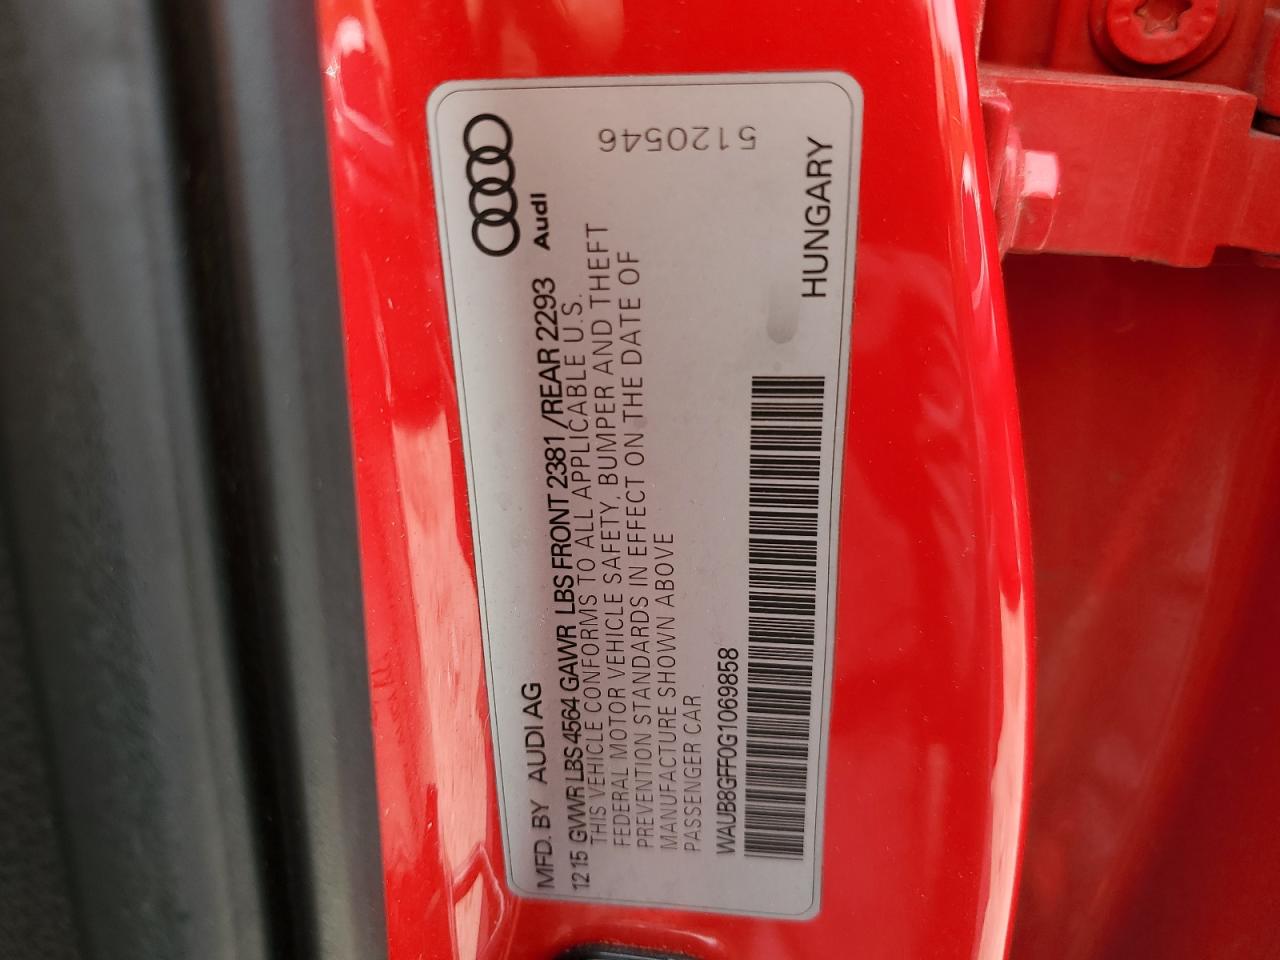 Audi
MFD. BY AUDI AG
12 15 GVWR LBS 4564 GAWR LBS FRONT 2381 /REAR 2293
THIS VEHICLE CONFORMS TO ALL APPLICABLE U.S.
FEDERAL MOTOR VEHICLE SAFETY, BUMPER AND THEFT
PREVENTION STANDARDS IN EFFECT ON THE DATE OF
MANUFACTURE SHOWN ABOVE
PASSENGER CAR
WAUB8GFF0G1069858
HUNGARY
5120546